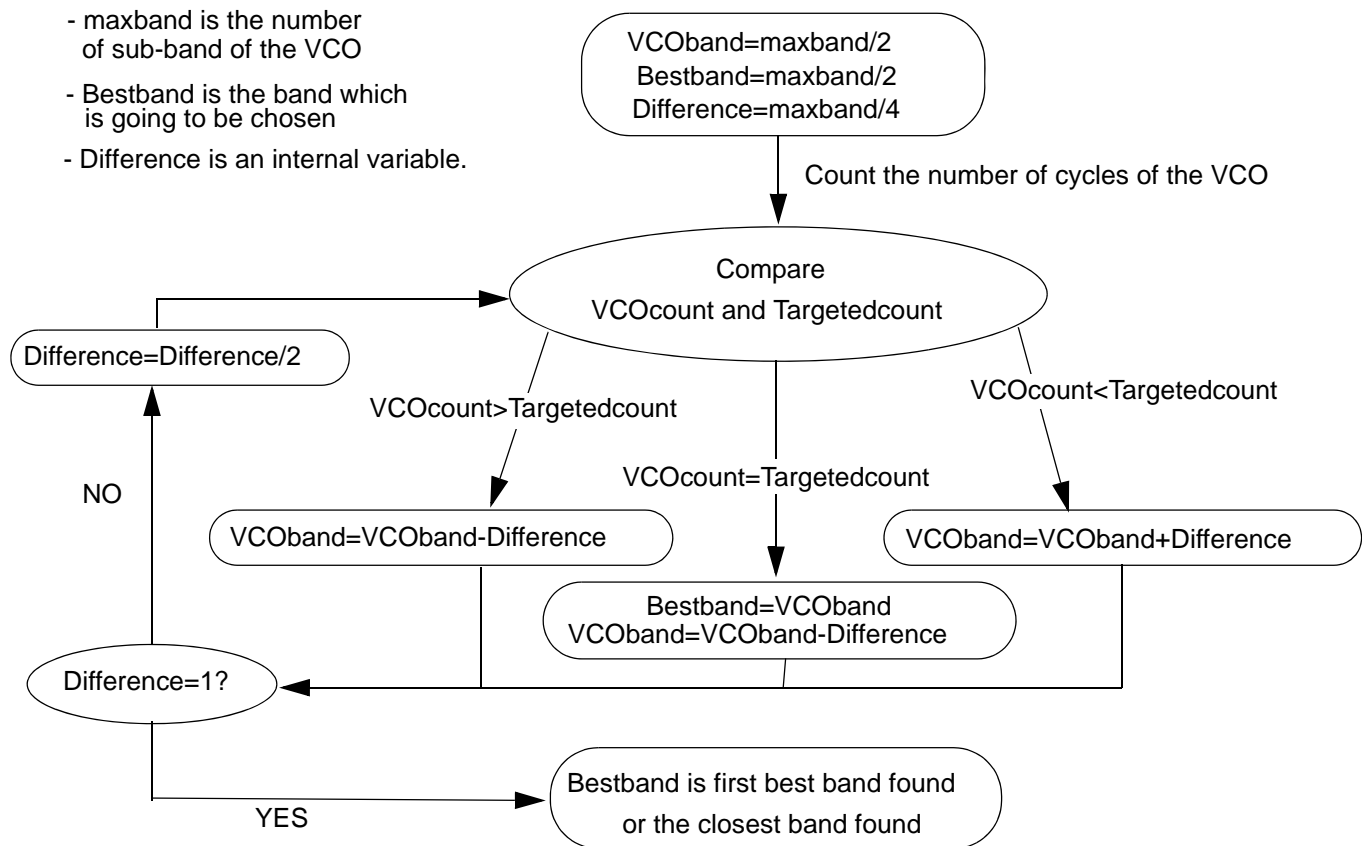 - maxband is the number
of sub-band of the VCO
- Bestband is the band which
is going to be chosen
- Difference is an internal variable.
VCOband=maxband/2
Bestband=maxband/2
Difference=maxband/4
Count the number of cycles of the VCO
Compare
VCOcount and Targetedcount
Difference=Difference/2
VCOcount>Targetedcount
VCOcount<Targetedcount
VCOcount=Targetedcount
NO
VCOband=VCOband-Difference
VCOband=VCOband+Difference
Bestband=VCOband
VCOband=VCOband-Difference
Difference=1?
YES
Bestband is first best band found
or the closest band found